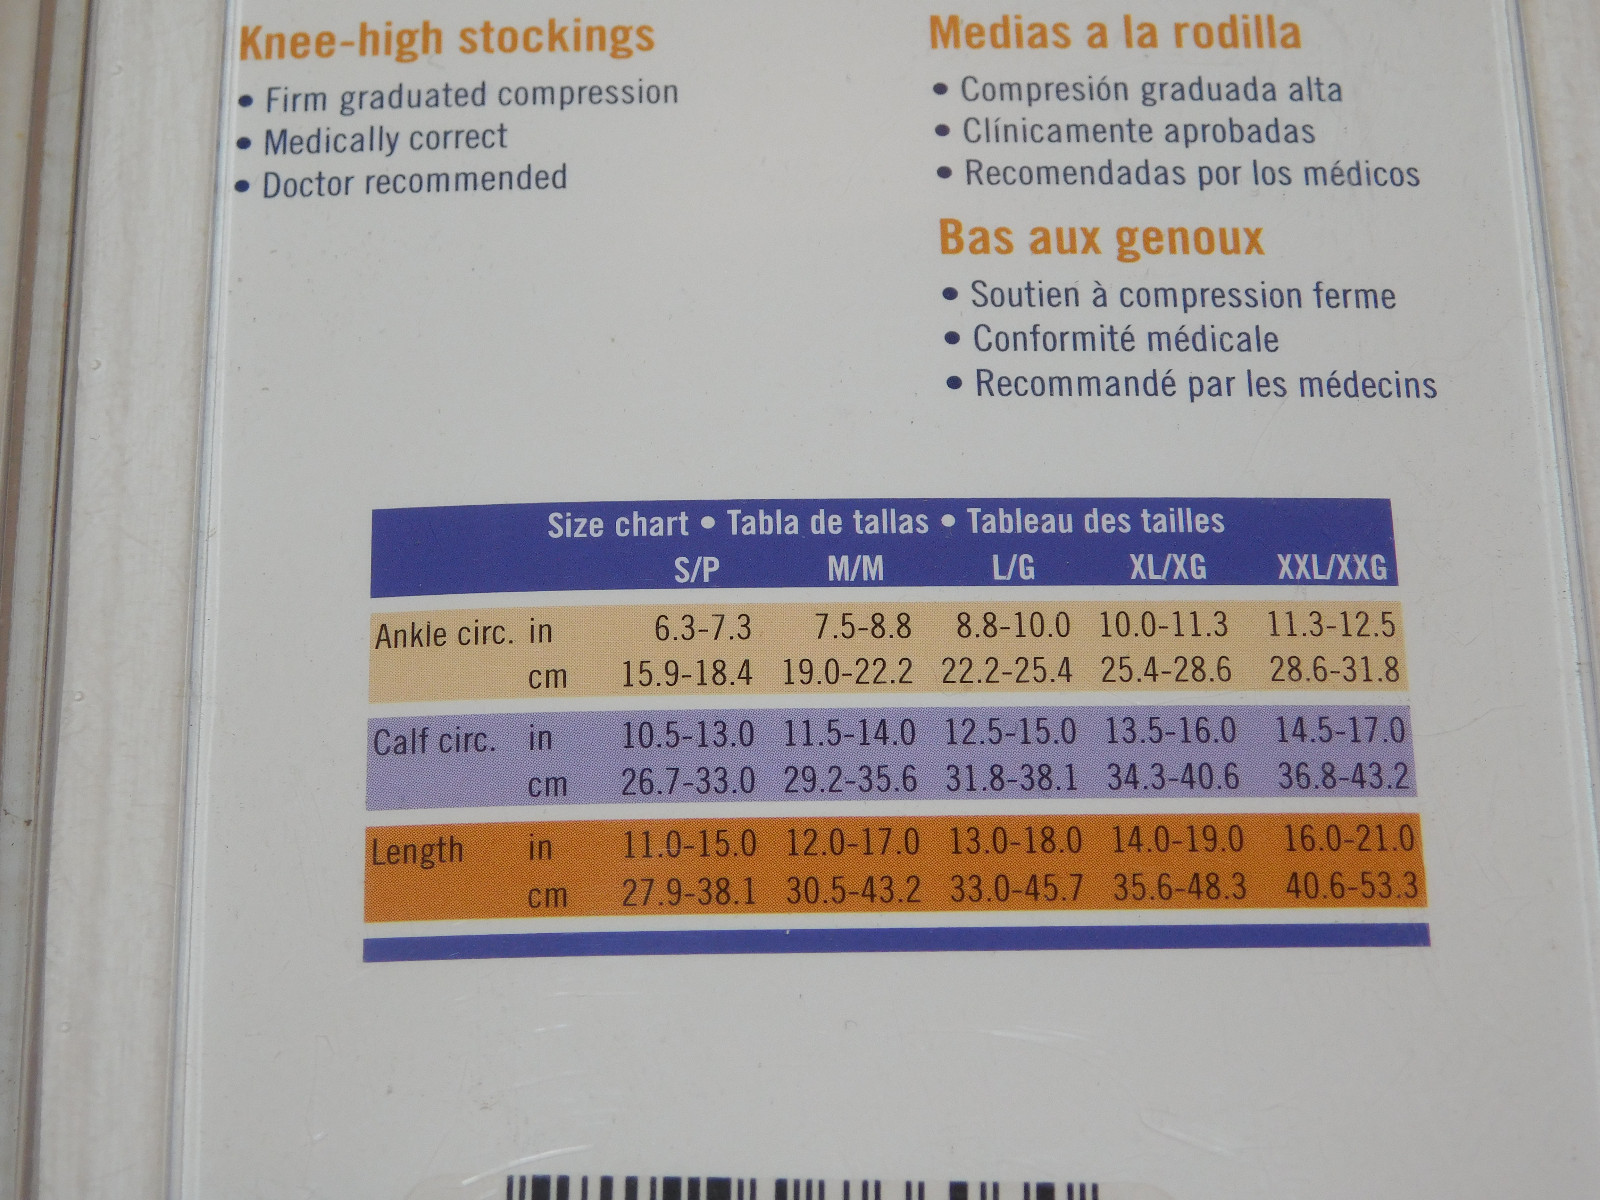 Knee-high stockings
• Firm graduated compression
• Medically correct
• Doctor recommended
Medias a la rodilla
• Compresión graduada alta
• Clínicamente aprobadas
• Recomendadas por los médicos
Bas aux genoux
• Soutien à compression ferme
• Conformité médicale
• Recommandé par les médecins
Size chart • Tabla de tallas • Tableau des tailles
S/P M/M L/G XL/XG XXL/XXG
Ankle circ. in 6.3-7.3 7.5-8.8 8.8-10.0 10.0-11.3 11.3-12.5
cm 15.9-18.4 19.0-22.2 22.2-25.4 25.4-28.6 28.6-31.8
Calf circ. in 10.5-13.0 11.5-14.0 12.5-15.0 13.5-16.0 14.5-17.0
cm 26.7-33.0 29.2-35.6 31.8-38.1 34.3-40.6 36.8-43.2
Length in 11.0-15.0 12.0-17.0 13.0-18.0 14.0-19.0 16.0-21.0
cm 27.9-38.1 30.5-43.2 33.0-45.7 35.6-48.3 40.6-53.3